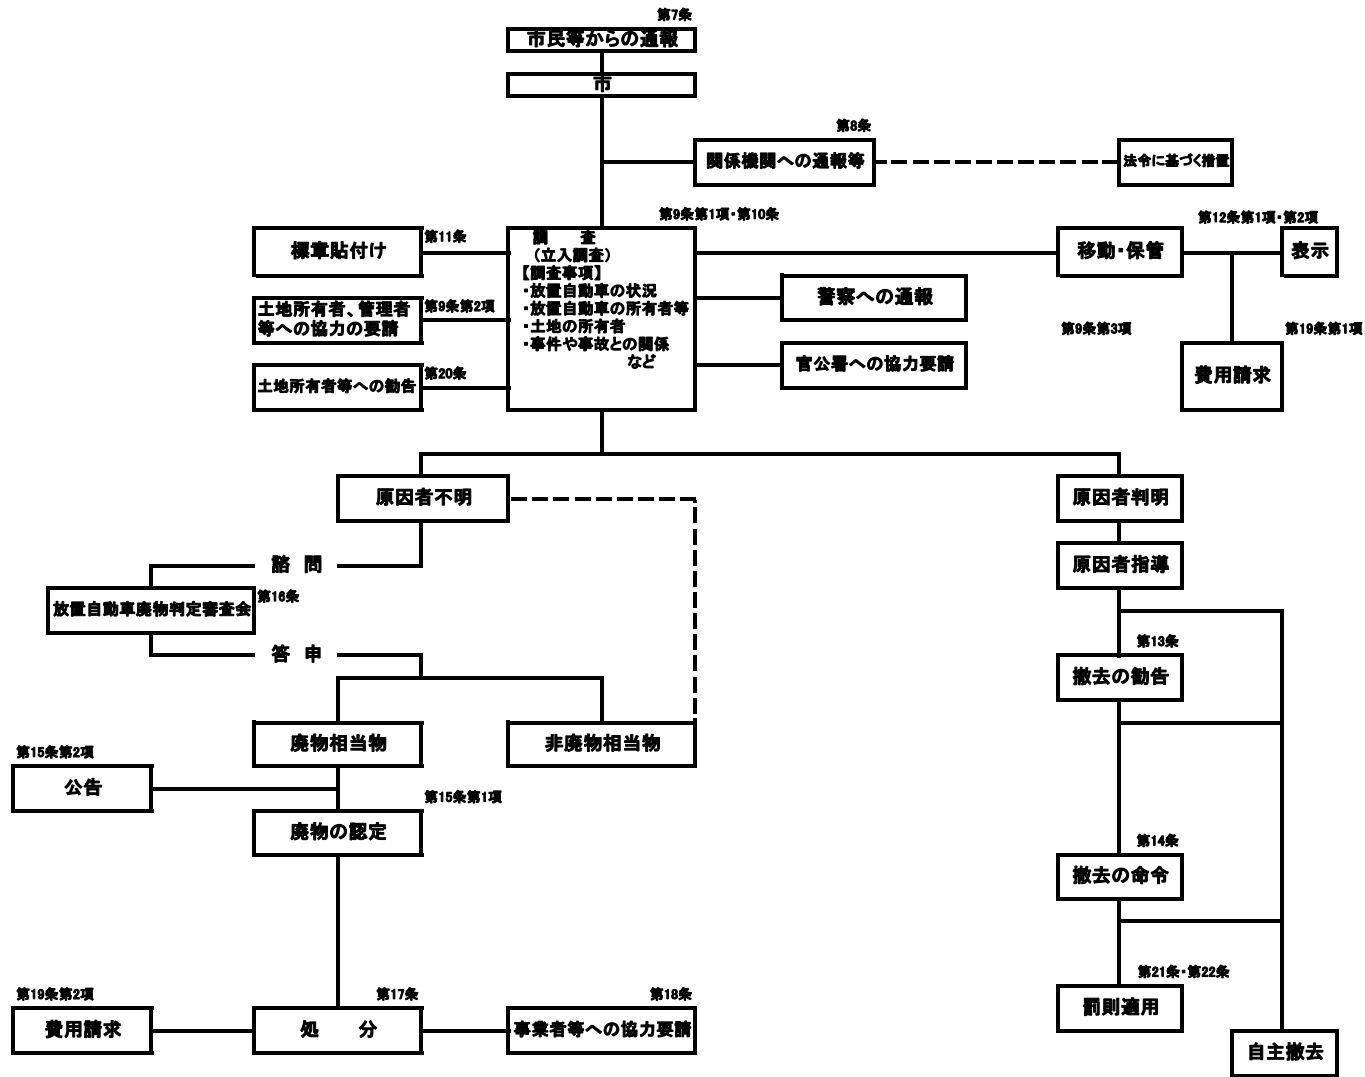 第7条
市民等からの通報
市
第8条
関係機関への通報等
法令に基づく措置
第9条第1項・第10条
第12条第1項・第2項
標章貼付け
第11条
調　　査
（立入調査）
【調査事項】
・放置自動車の状況
・放置自動車の所有者等
・土地の所有者
・事件や事故との関係
など
移動・保管
表示
土地所有者、管理者
等への協力の要請
第9条第2項
警察への通報
第9条第3項
第19条第1項
土地所有者等への勧告
第20条
官公署への協力要請
費用請求
原因者不明
原因者判明
諮　問
原因者指導
放置自動車廃物判定審査会
第16条
答　申
第13条
撤去の勧告
廃物相当物
非廃物相当物
第15条第2項
公告
第15条第1項
廃物の認定
第14条
撤去の命令
第19条第2項
費用請求
第17条
処　　分
第18条
事業者等への協力要請
第21条・第22条
罰則適用
自主撤去